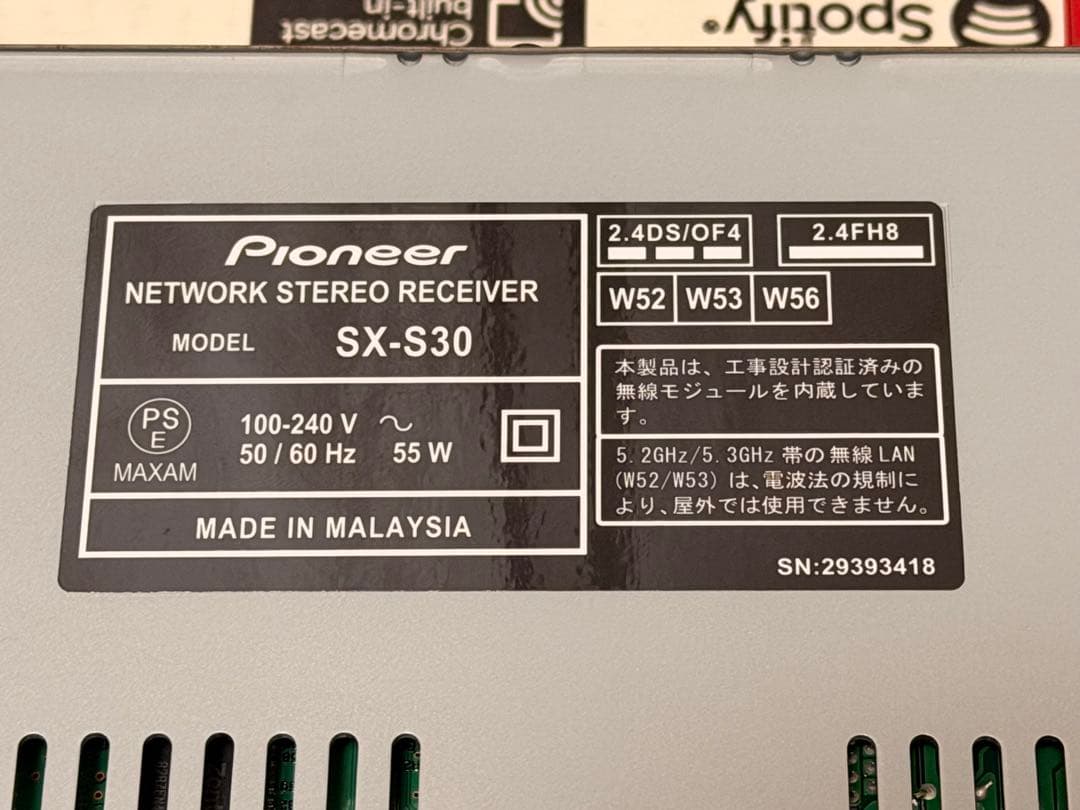 Chromecast
built-in
Spotify®
Pioneer
NETWORK STEREO RECEIVER
MODEL SX-S30
PS
E
MAXAM
100-240 V ～
50 / 60 Hz 55 W
MADE IN MALAYSIA
2.4DS/OF4
2.4FH8
W52 W53 W56
本製品は、工事設計認証済みの
無線モジュールを内蔵していま
す。
5.2GHz/5.3GHz 帯の無線 LAN
(W52/W53) は、電波法の規制に
より、屋外では使用できません。
SN:29393418